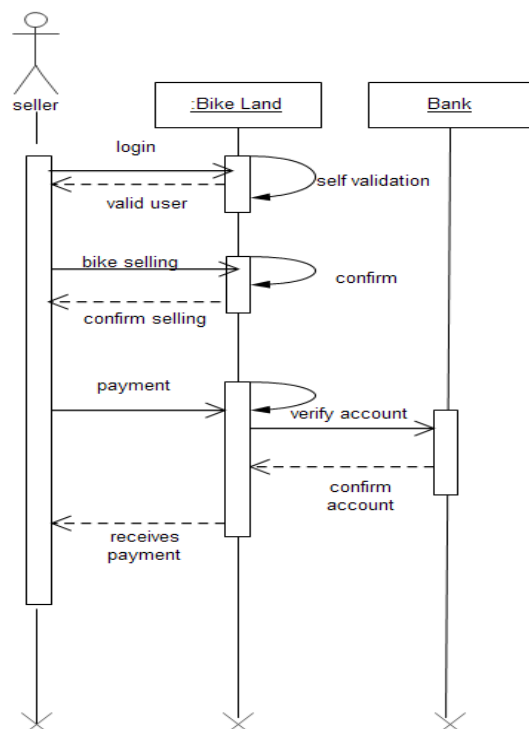 seller
:Bike Land
Bank
login
self validation
valid user
bike selling
confirm
confirm selling
payment
verify account
confirm
account
receives
payment